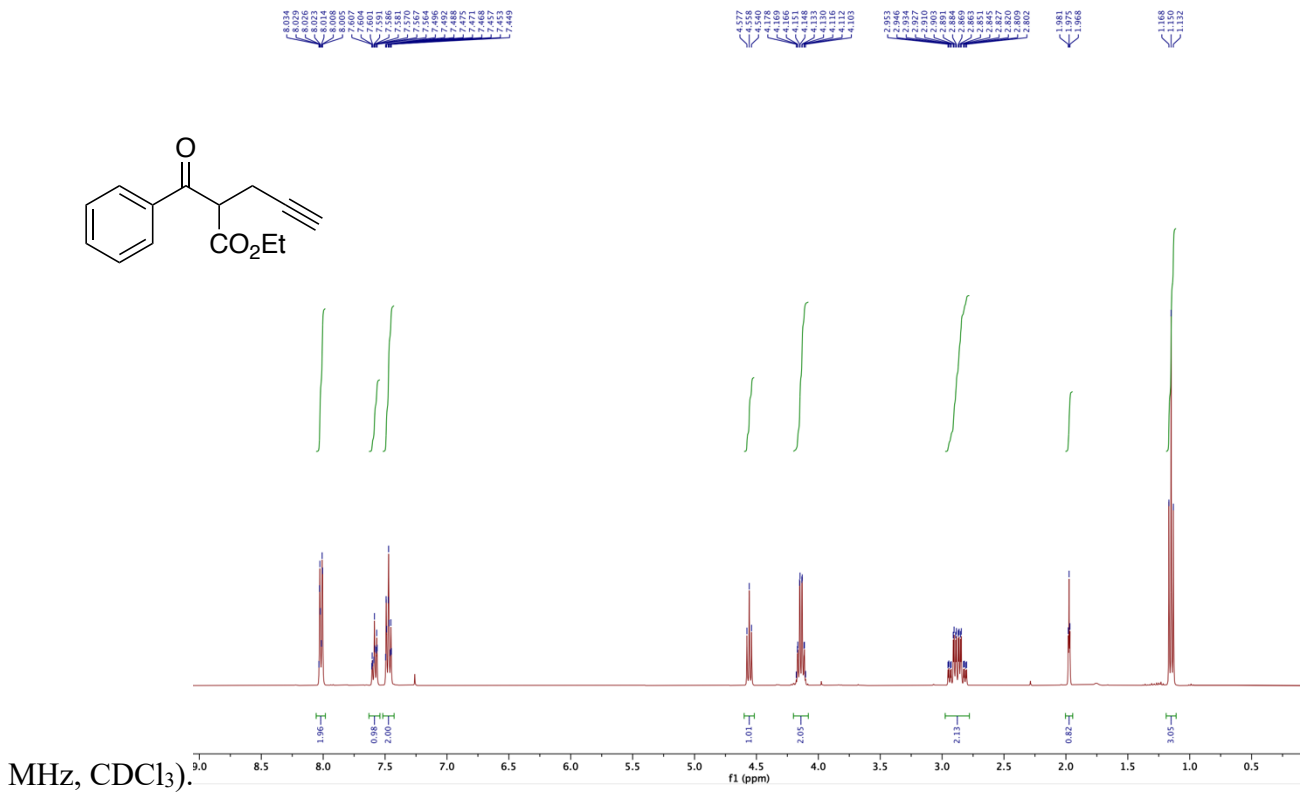 8.034 8.029 8.026 8.023 8.014 8.008 8.005 7.607 7.604 7.601 7.591 7.586 7.581 7.570 7.567 7.564 7.496 7.492 7.488 7.475 7.471 7.468 7.457 7.453 7.449
4.577 4.558 4.540 4.178 4.169 4.166 4.151 4.148 4.133 4.130 4.116 4.112 4.103
2.953 2.946 2.934 2.927 2.910 2.903 2.891 2.884 2.869 2.863 2.851 2.845 2.827 2.820 2.809 2.802
1.981 1.975 1.968
1.168 1.150 1.132
O
CO₂Et
1.96 0.98 2.00 1.01 2.05 2.13 0.82 3.05
9.0 8.5 8.0 7.5 7.0 6.5 6.0 5.5 5.0 4.5 4.0 3.5 3.0 2.5 2.0 1.5 1.0 0.5
f1 (ppm)
MHz, CDCl₃).